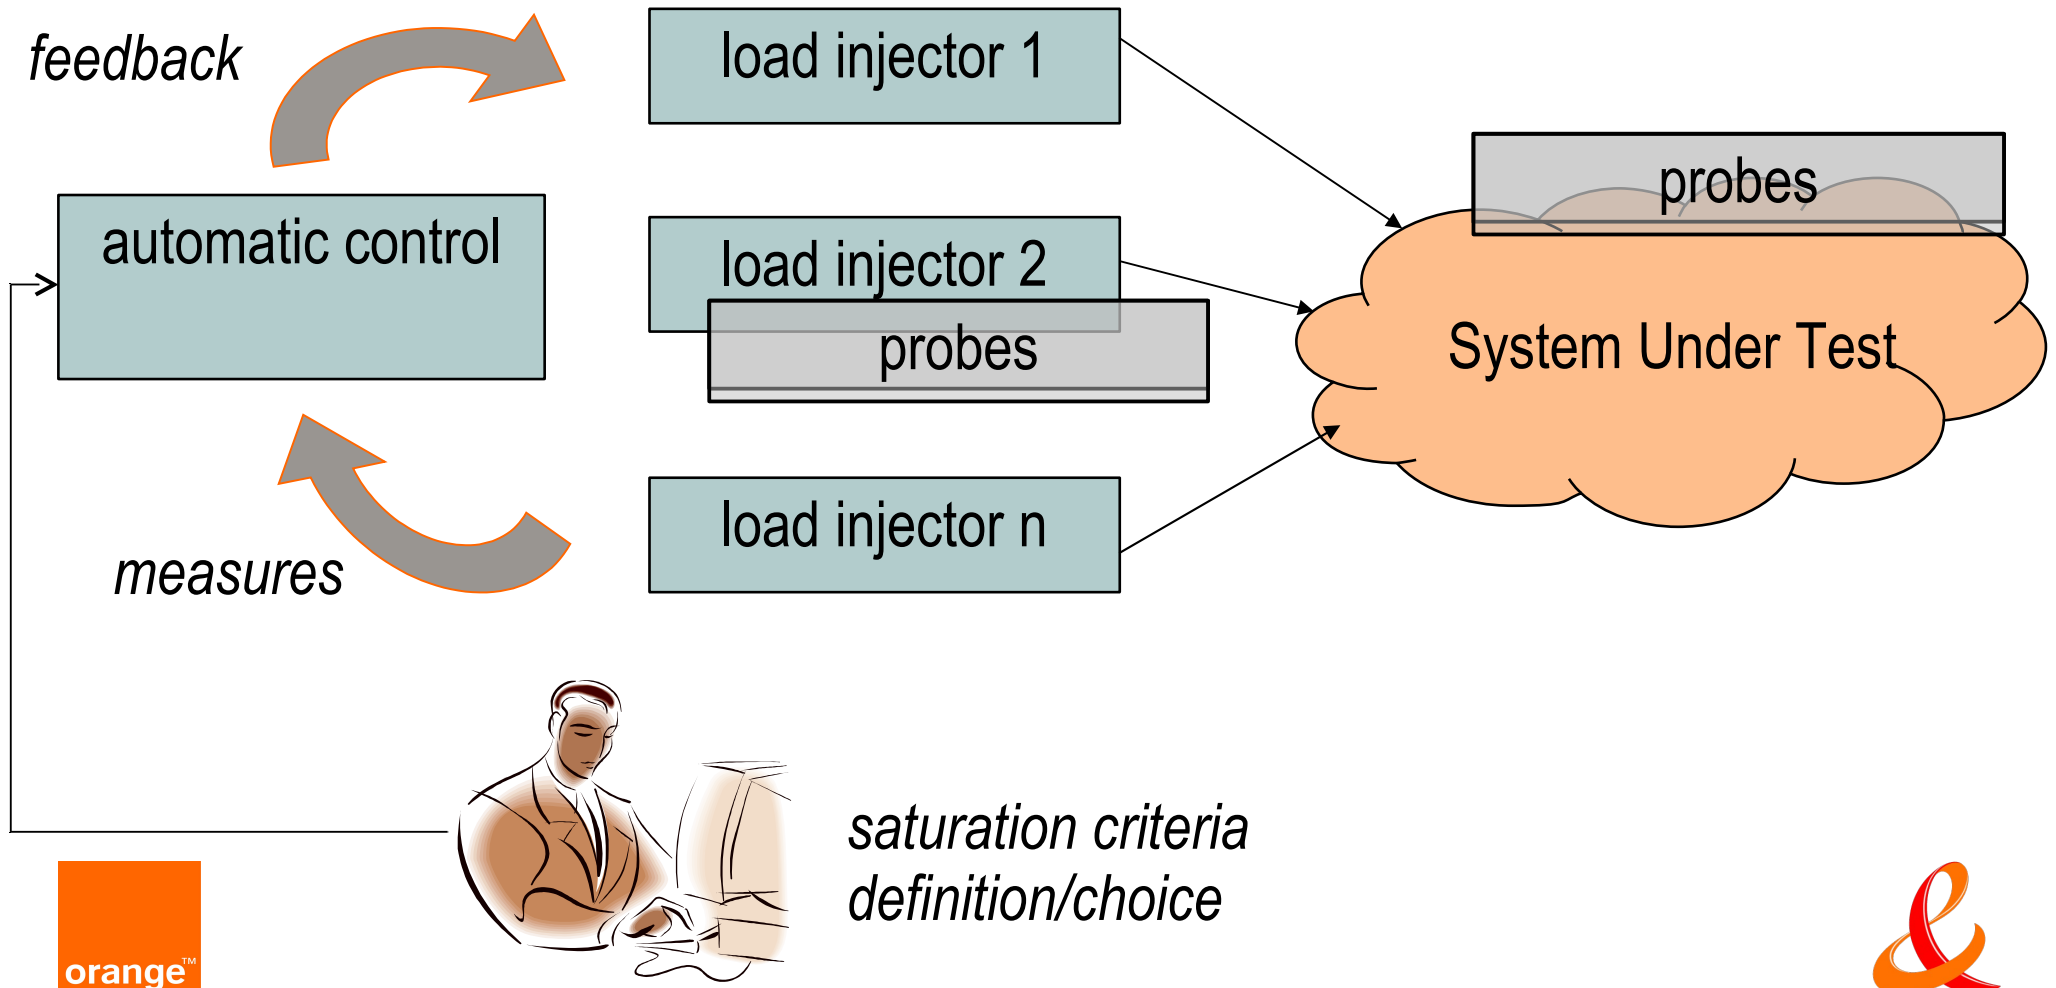 feedback
load injector 1
probes
automatic control
load injector 2
probes
System Under Test
load injector n
measures
saturation criteria
definition/choice
orange™